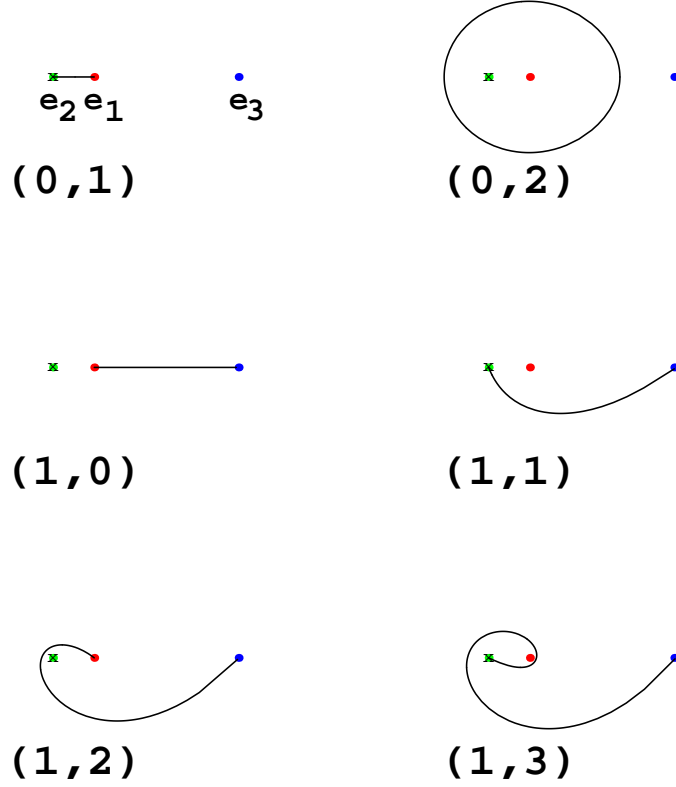 e2 e1 e3
(0,1) (0,2)
(1,0) (1,1)
(1,2) (1,3)